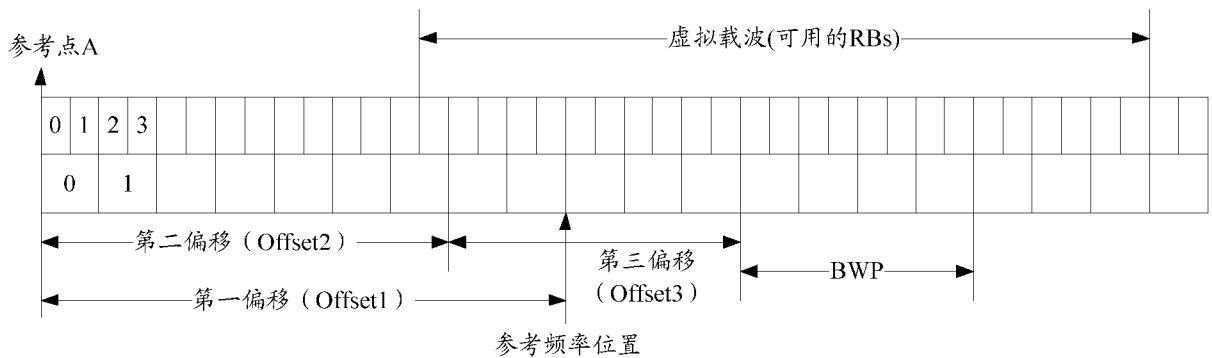 参考点A
虚拟载波(可用的RBs)
0 1 2 3
0 1
第二偏移（Offset2）
第三偏移
（Offset3）
BWP
第一偏移（Offset1）
参考频率位置